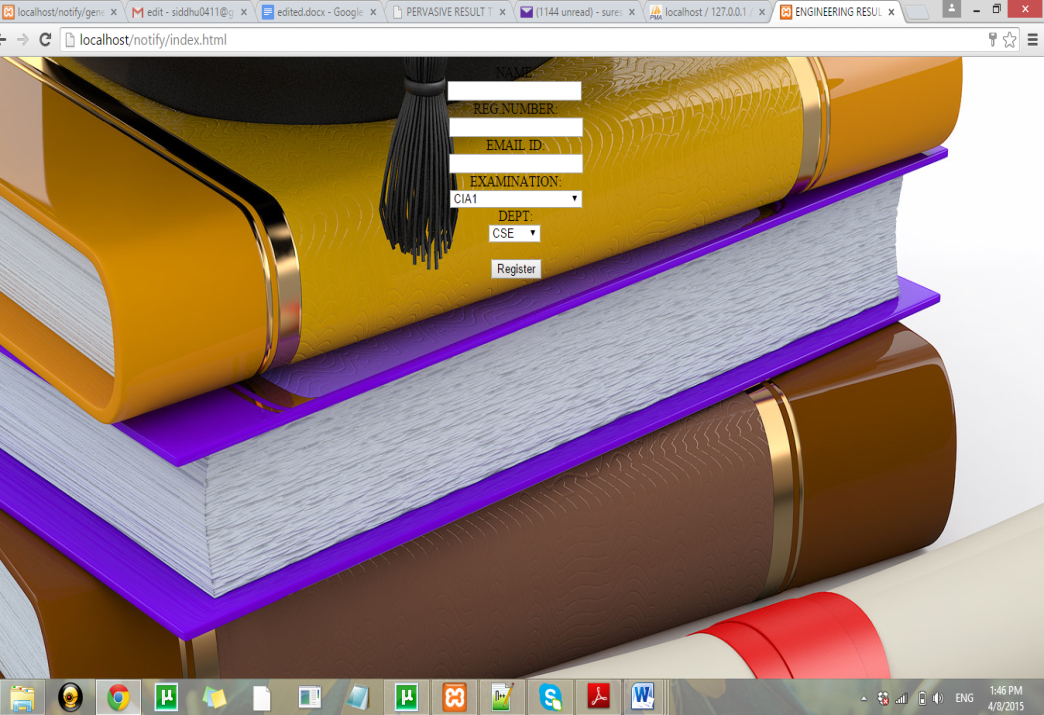 localhost/notify/gene
edit - siddhu0411@g
edited.docx - Google
PERVASIVE RESULT T
(1144 unread) - sures
localhost / 127.0.0.1 /
ENGINEERING RESUL
localhost/notify/index.html
NAME:
REG.NUMBER:
EMAIL ID:
EXAMINATION:
CIA1
DEPT:
CSE
Register
ENG
1:46 PM
4/8/2015